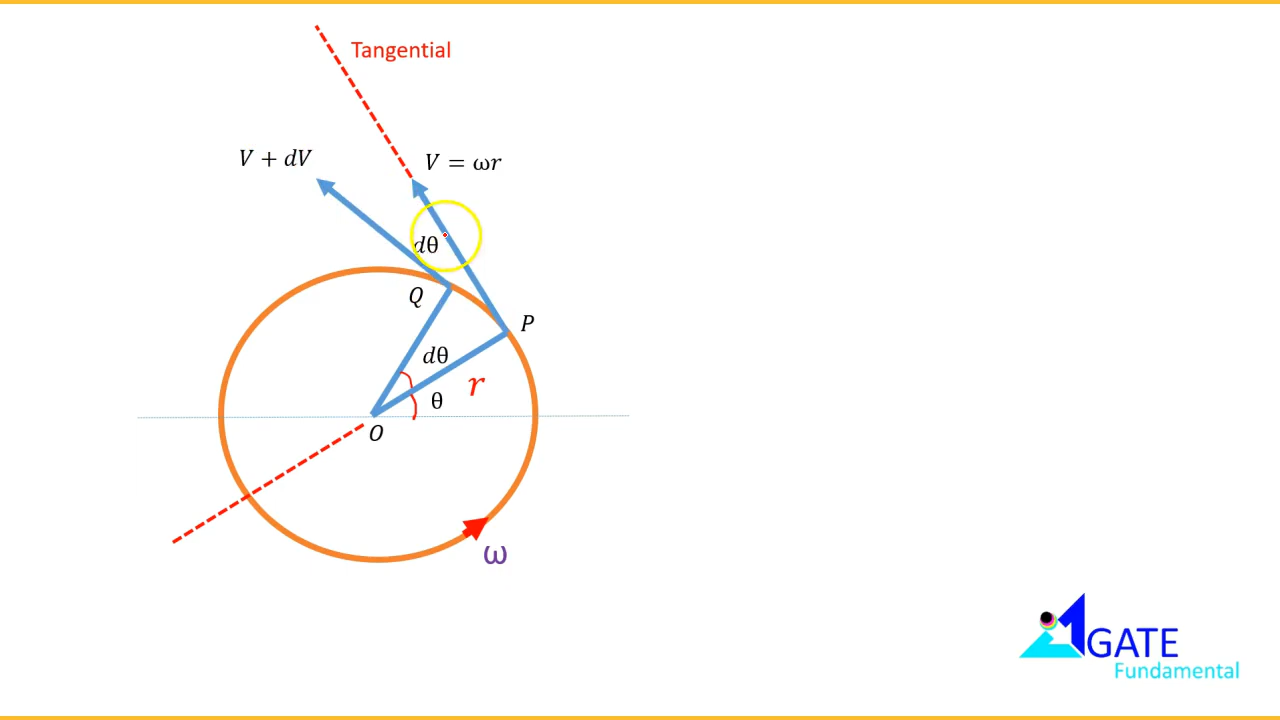 Tangential
V + dV
V = ωr
dθ
Q
P
dθ
r
θ
O
ω
GATE
Fundamental